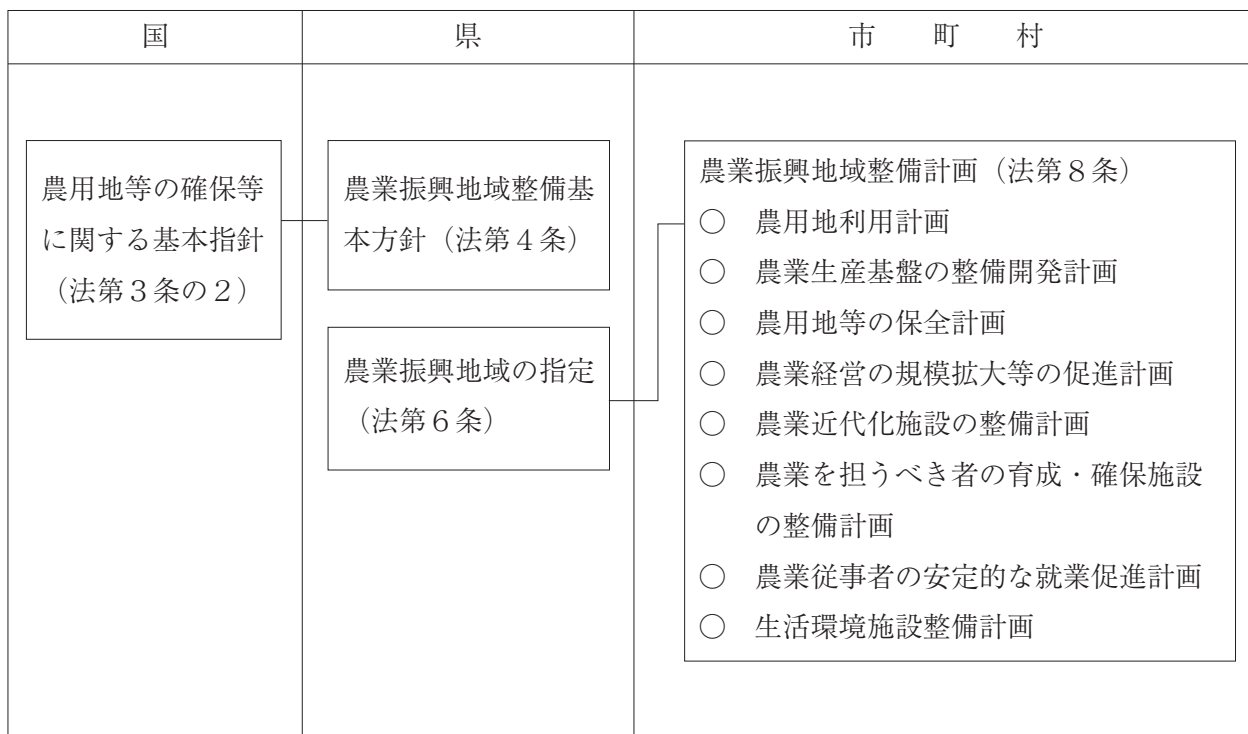 国
県
市　町　村
農用地等の確保等
に関する基本指針
（法第３条の２）
農業振興地域整備基
本方針（法第４条）
農業振興地域の指定
（法第６条）
農業振興地域整備計画（法第８条）
○　農用地利用計画
○　農業生産基盤の整備開発計画
○　農用地等の保全計画
○　農業経営の規模拡大等の促進計画
○　農業近代化施設の整備計画
○　農業を担うべき者の育成・確保施設
の整備計画
○　農業従事者の安定的な就業促進計画
○　生活環境施設整備計画